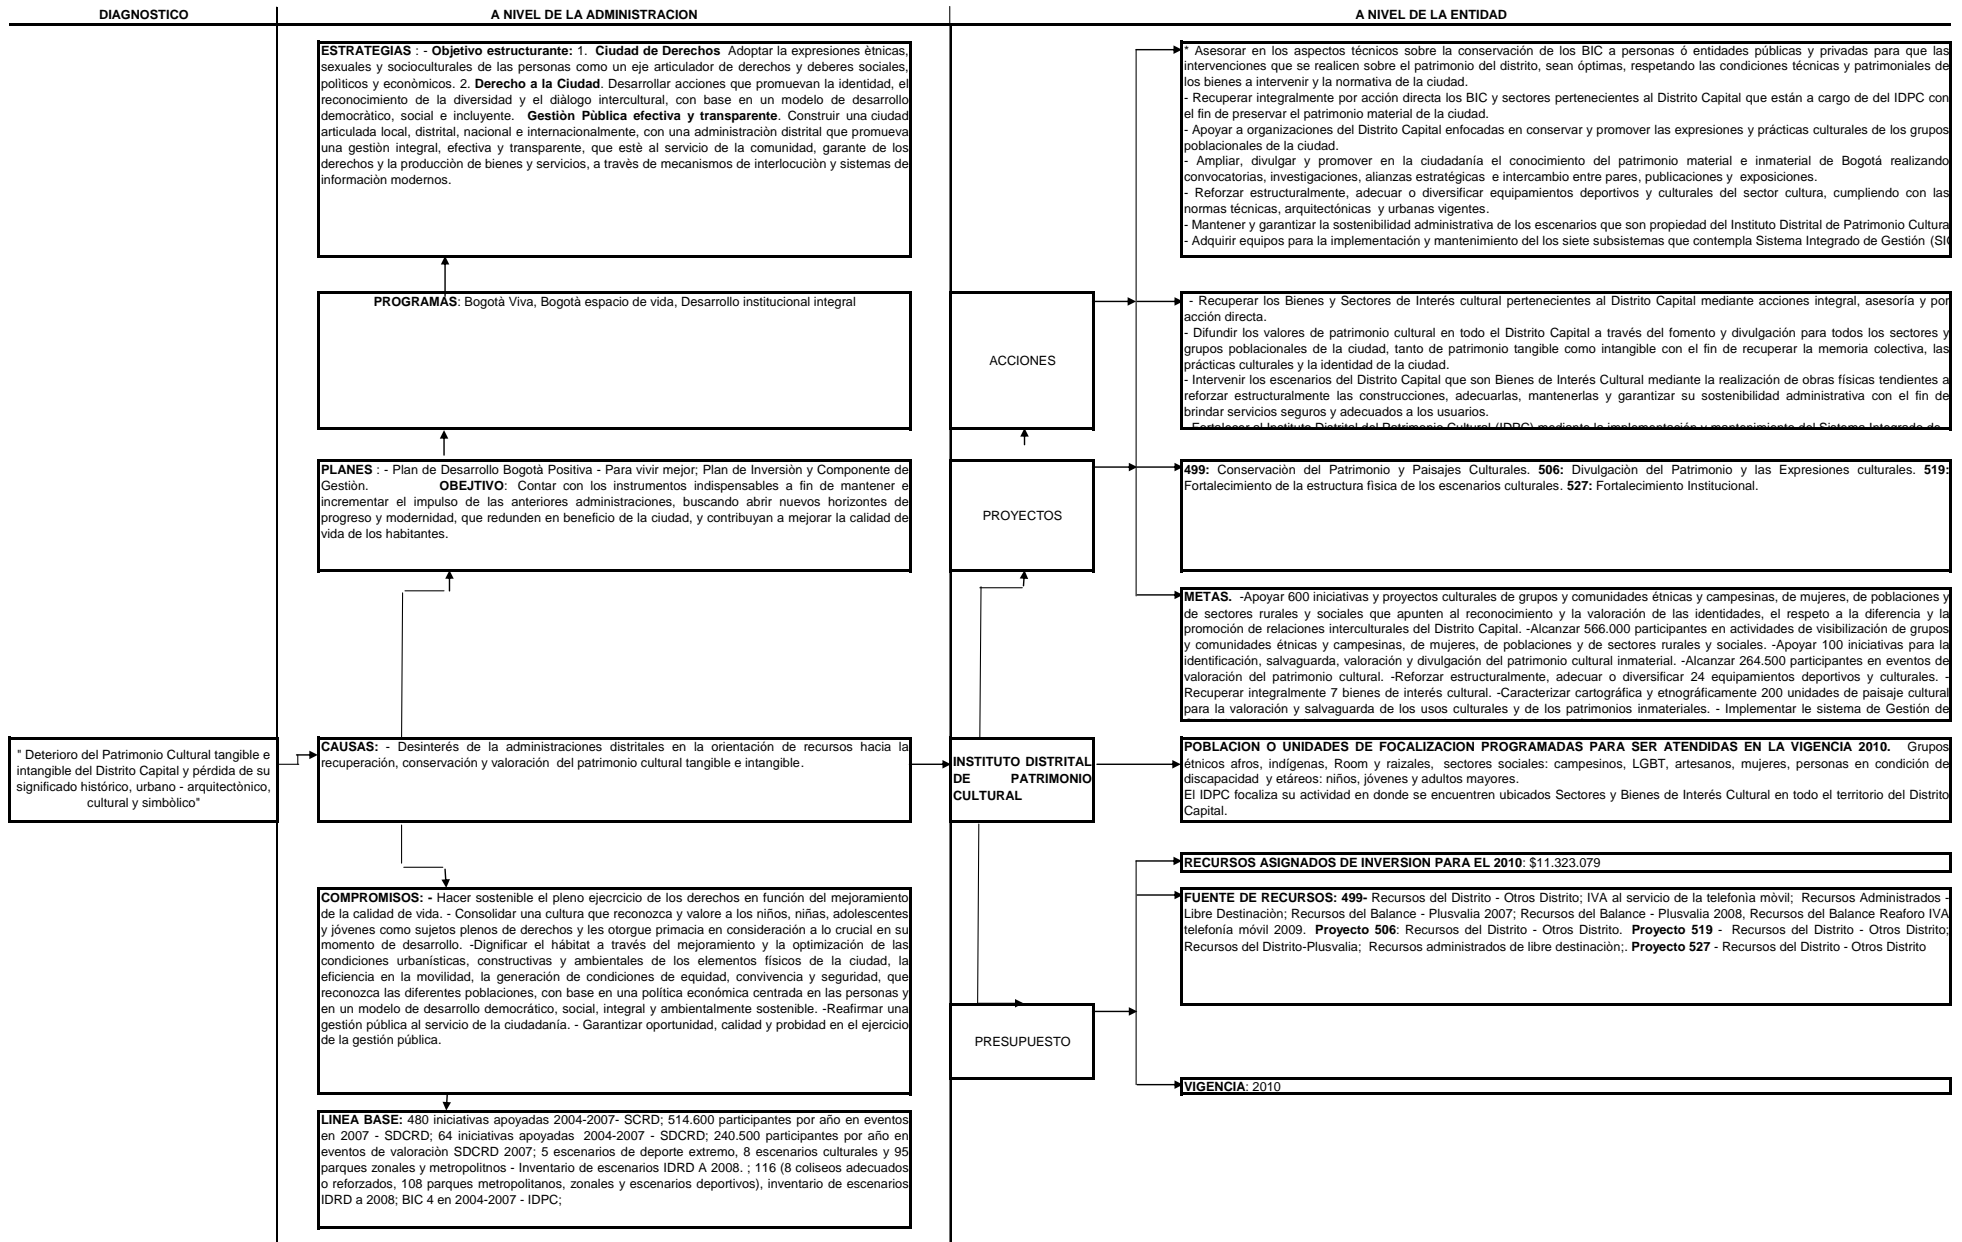 DIAGNOSTICO
A NIVEL DE LA ADMINISTRACION
A NIVEL DE LA ENTIDAD
ESTRATEGIAS : - Objetivo estructurante: 1. Ciudad de Derechos Adoptar la expresiones ètnicas,
sexuales y socioculturales de las personas como un eje articulador de derechos y deberes sociales,
polìticos y econòmicos. 2. Derecho a la Ciudad. Desarrollar acciones que promuevan la identidad, el
reconocimiento de la diversidad y el diàlogo intercultural, con base en un modelo de desarrollo
democràtico, social e incluyente. Gestiòn Pùblica efectiva y transparente. Construir una ciudad
articulada local, distrital, nacional e internacionalmente, con una administraciòn distrital que promueva
una gestiòn integral, efectiva y transparente, que estè al servicio de la comunidad, garante de los
derechos y la producciòn de bienes y servicios, a travès de mecanismos de interlocuciòn y sistemas de
informaciòn modernos.
PROGRAMAS: Bogotà Viva, Bogotà espacio de vida, Desarrollo institucional integral
PLANES : - Plan de Desarrollo Bogotà Positiva - Para vivir mejor; Plan de Inversiòn y Componente de
Gestiòn. OBEJTIVO: Contar con los instrumentos indispensables a fin de mantener e
incrementar el impulso de las anteriores administraciones, buscando abrir nuevos horizontes de
progreso y modernidad, que redunden en beneficio de la ciudad, y contribuyan a mejorar la calidad de
vida de los habitantes.
" Deterioro del Patrimonio Cultural tangible e
intangible del Distrito Capital y pérdida de su
significado histórico, urbano - arquitectònico,
cultural y simbòlico"
CAUSAS: - Desinterés de la administraciones distritales en la orientación de recursos hacia la
recuperación, conservación y valoración del patrimonio cultural tangible e intangible.
COMPROMISOS: - Hacer sostenible el pleno ejercricio de los derechos en función del mejoramiento
de la calidad de vida. - Consolidar una cultura que reconozca y valore a los niños, niñas, adolescentes
y jóvenes como sujetos plenos de derechos y les otorgue primacia en consideración a lo crucial en su
momento de desarrollo. -Dignificar el hábitat a través del mejoramiento y la optimización de las
condiciones urbanísticas, constructivas y ambientales de los elementos físicos de la ciudad, la
eficiencia en la movilidad, la generación de condiciones de equidad, convivencia y seguridad, que
reconozca las diferentes poblaciones, con base en una política económica centrada en las personas y
en un modelo de desarrollo democrático, social, integral y ambientalmente sostenible. -Reafirmar una
gestión pública al servicio de la ciudadanía. - Garantizar oportunidad, calidad y probidad en el ejercicio
de la gestión pública.
LINEA BASE: 480 iniciativas apoyadas 2004-2007- SCRD; 514.600 participantes por año en eventos
en 2007 - SDCRD; 64 iniciativas apoyadas 2004-2007 - SDCRD; 240.500 participantes por año en
eventos de valoraciòn SDCRD 2007; 5 escenarios de deporte extremo, 8 escenarios culturales y 95
parques zonales y metropolitnos - Inventario de escenarios IDRD A 2008. ; 116 (8 coliseos adecuados
o reforzados, 108 parques metropolitanos, zonales y escenarios deportivos), inventario de escenarios
IDRD a 2008; BIC 4 en 2004-2007 - IDPC;
ACCIONES
PROYECTOS
INSTITUTO DISTRITAL
DE PATRIMONIO
CULTURAL
PRESUPUESTO
* Asesorar en los aspectos técnicos sobre la conservación de los BIC a personas ó entidades públicas y privadas para que las
intervenciones que se realicen sobre el patrimonio del distrito, sean óptimas, respetando las condiciones técnicas y patrimoniales de
los bienes a intervenir y la normativa de la ciudad.
- Recuperar integralmente por acción directa los BIC y sectores pertenecientes al Distrito Capital que están a cargo de del IDPC con
el fin de preservar el patrimonio material de la ciudad.
- Apoyar a organizaciones del Distrito Capital enfocadas en conservar y promover las expresiones y prácticas culturales de los grupos
poblacionales de la ciudad.
- Ampliar, divulgar y promover en la ciudadanía el conocimiento del patrimonio material e inmaterial de Bogotá realizando
convocatorias, investigaciones, alianzas estratégicas e intercambio entre pares, publicaciones y exposiciones.
- Reforzar estructuralmente, adecuar o diversificar equipamientos deportivos y culturales del sector cultura, cumpliendo con las
normas técnicas, arquitectónicas y urbanas vigentes.
- Mantener y garantizar la sostenibilidad administrativa de los escenarios que son propiedad del Instituto Distrital de Patrimonio Cultura
- Adquirir equipos para la implementación y mantenimiento del los siete subsistemas que contempla Sistema Integrado de Gestión (SIG
- Recuperar los Bienes y Sectores de Interés cultural pertenecientes al Distrito Capital mediante acciones integral, asesoría y por
acción directa.
- Difundir los valores de patrimonio cultural en todo el Distrito Capital a través del fomento y divulgación para todos los sectores y
grupos poblacionales de la ciudad, tanto de patrimonio tangible como intangible con el fin de recuperar la memoria colectiva, las
prácticas culturales y la identidad de la ciudad.
- Intervenir los escenarios del Distrito Capital que son Bienes de Interés Cultural mediante la realización de obras físicas tendientes a
reforzar estructuralmente las construcciones, adecuarlas, mantenerlas y garantizar su sostenibilidad administrativa con el fin de
brindar servicios seguros y adecuados a los usuarios.
- Fortalecer al Instituto Distrital del Patrimonio Cultural (IDPC) mediante la implementación y mantenimiento del Sistema Integrado de
499: Conservaciòn del Patrimonio y Paisajes Culturales. 506: Divulgaciòn del Patrimonio y las Expresiones culturales. 519:
Fortalecimiento de la estructura fìsica de los escenarios culturales. 527: Fortalecimiento Institucional.
METAS. -Apoyar 600 iniciativas y proyectos culturales de grupos y comunidades étnicas y campesinas, de mujeres, de poblaciones y
de sectores rurales y sociales que apunten al reconocimiento y la valoración de las identidades, el respeto a la diferencia y la
promoción de relaciones interculturales del Distrito Capital. -Alcanzar 566.000 participantes en actividades de visibilización de grupos
y comunidades étnicas y campesinas, de mujeres, de poblaciones y de sectores rurales y sociales. -Apoyar 100 iniciativas para la
identificación, salvaguarda, valoración y divulgación del patrimonio cultural inmaterial. -Alcanzar 264.500 participantes en eventos de
valoración del patrimonio cultural. -Reforzar estructuralmente, adecuar o diversificar 24 equipamientos deportivos y culturales. -
Recuperar integralmente 7 bienes de interés cultural. -Caracterizar cartográfica y etnográficamente 200 unidades de paisaje cultural
para la valoración y salvaguarda de los usos culturales y de los patrimonios inmateriales. - Implementar le sistema de Gestión de
POBLACION O UNIDADES DE FOCALIZACION PROGRAMADAS PARA SER ATENDIDAS EN LA VIGENCIA 2010. Grupos
étnicos afros, indígenas, Room y raizales, sectores sociales: campesinos, LGBT, artesanos, mujeres, personas en condición de
discapacidad y etáreos: niños, jóvenes y adultos mayores.
El IDPC focaliza su actividad en donde se encuentren ubicados Sectores y Bienes de Interés Cultural en todo el territorio del Distrito
Capital.
RECURSOS ASIGNADOS DE INVERSION PARA EL 2010: $11.323.079
FUENTE DE RECURSOS: 499- Recursos del Distrito - Otros Distrito; IVA al servicio de la telefonìa mòvil; Recursos Administrados -
Libre Destinaciòn; Recursos del Balance - Plusvalia 2007; Recursos del Balance - Plusvalia 2008, Recursos del Balance Reaforo IVA
telefonía móvil 2009. Proyecto 506: Recursos del Distrito - Otros Distrito. Proyecto 519 - Recursos del Distrito - Otros Distrito;
Recursos del Distrito-Plusvalia; Recursos administrados de libre destinaciòn;. Proyecto 527 - Recursos del Distrito - Otros Distrito
VIGENCIA: 2010